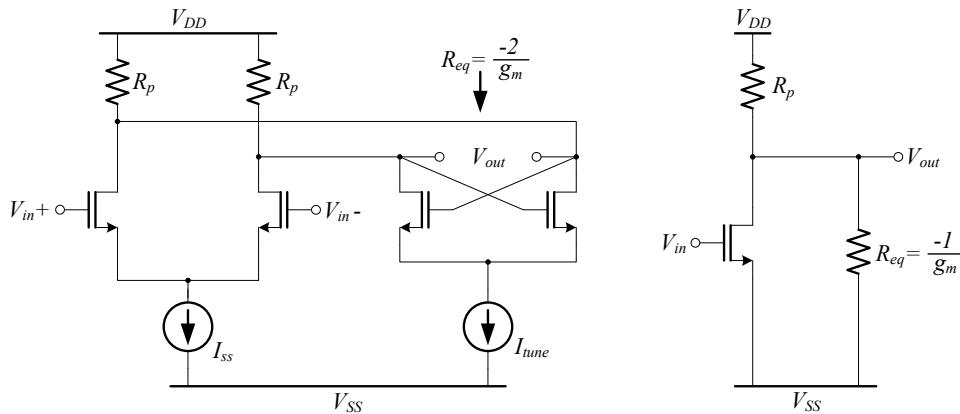 V_DD
R_p
R_p
R_eq = -2/g_m
V_out
V_in+
V_in-
I_ss
I_tune
V_SS
V_DD
R_p
V_out
V_in
R_eq = -1/g_m
V_SS